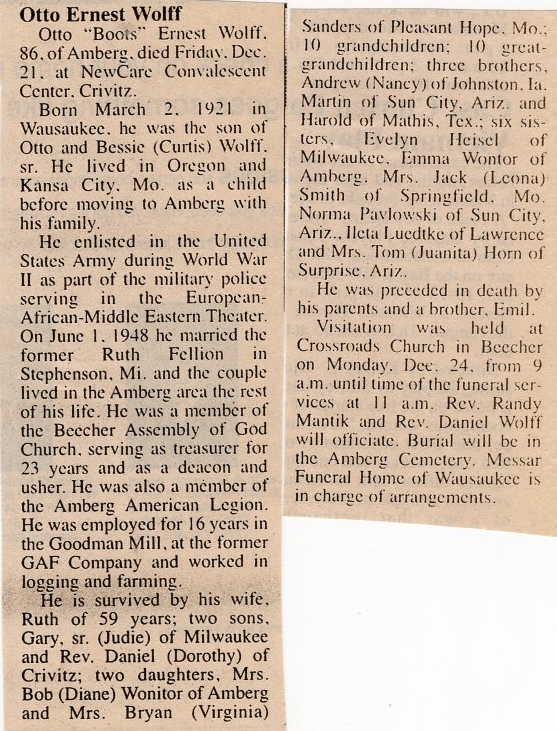 Otto Ernest Wolff
Otto "Boots" Ernest Wolff,
86, of Amberg, died Friday, Dec.
21, at NewCare Convalescent
Center, Crivitz.
Born March 2, 1921 in
Wausaukee, he was the son of
Otto and Bessie (Curtis) Wolff,
sr. He lived in Oregon and
Kansa City, Mo. as a child
before moving to Amberg with
his family.
He enlisted in the United
States Army during World War
II as part of the military police
serving in the European-
African-Middle Eastern Theater.
On June 1, 1948 he married the
former Ruth Fellion in
Stephenson, Mi. and the couple
lived in the Amberg area the rest
of his life. He was a member of
the Beecher Assembly of God
Church, serving as treasurer for
23 years and as a deacon and
usher. He was also a member of
the Amberg American Legion.
He was employed for 16 years in
the Goodman Mill, at the former
GAF Company and worked in
logging and farming.
He is survived by his wife,
Ruth of 59 years; two sons,
Gary, sr. (Judie) of Milwaukee
and Rev. Daniel (Dorothy) of
Crivitz; two daughters, Mrs.
Bob (Diane) Wonitor of Amberg
and Mrs. Bryan (Virginia)
Sanders of Pleasant Hope, Mo.;
10 grandchildren; 10 great-
grandchildren; three brothers,
Andrew (Nancy) of Johnston, Ia.
Martin of Sun City, Ariz. and
Harold of Mathis, Tex.; six sis-
ters, Evelyn Heisel of
Milwaukee, Emma Wontor of
Amberg, Mrs. Jack (Leona)
Smith of Springfield, Mo.
Norma Pavlowski of Sun City,
Ariz., Ileta Luedtke of Lawrence
and Mrs. Tom (Juanita) Horn of
Surprise, Ariz.
He was preceded in death by
his parents and a brother, Emil.
Visitation was held at
Crossroads Church in Beecher
on Monday, Dec. 24, from 9
a.m. until time of the funeral ser-
vices at 11 a.m. Rev. Randy
Mantik and Rev. Daniel Wolff
will officiate. Burial will be in
the Amberg Cemetery. Messar
Funeral Home of Wausaukee is
in charge of arrangements.